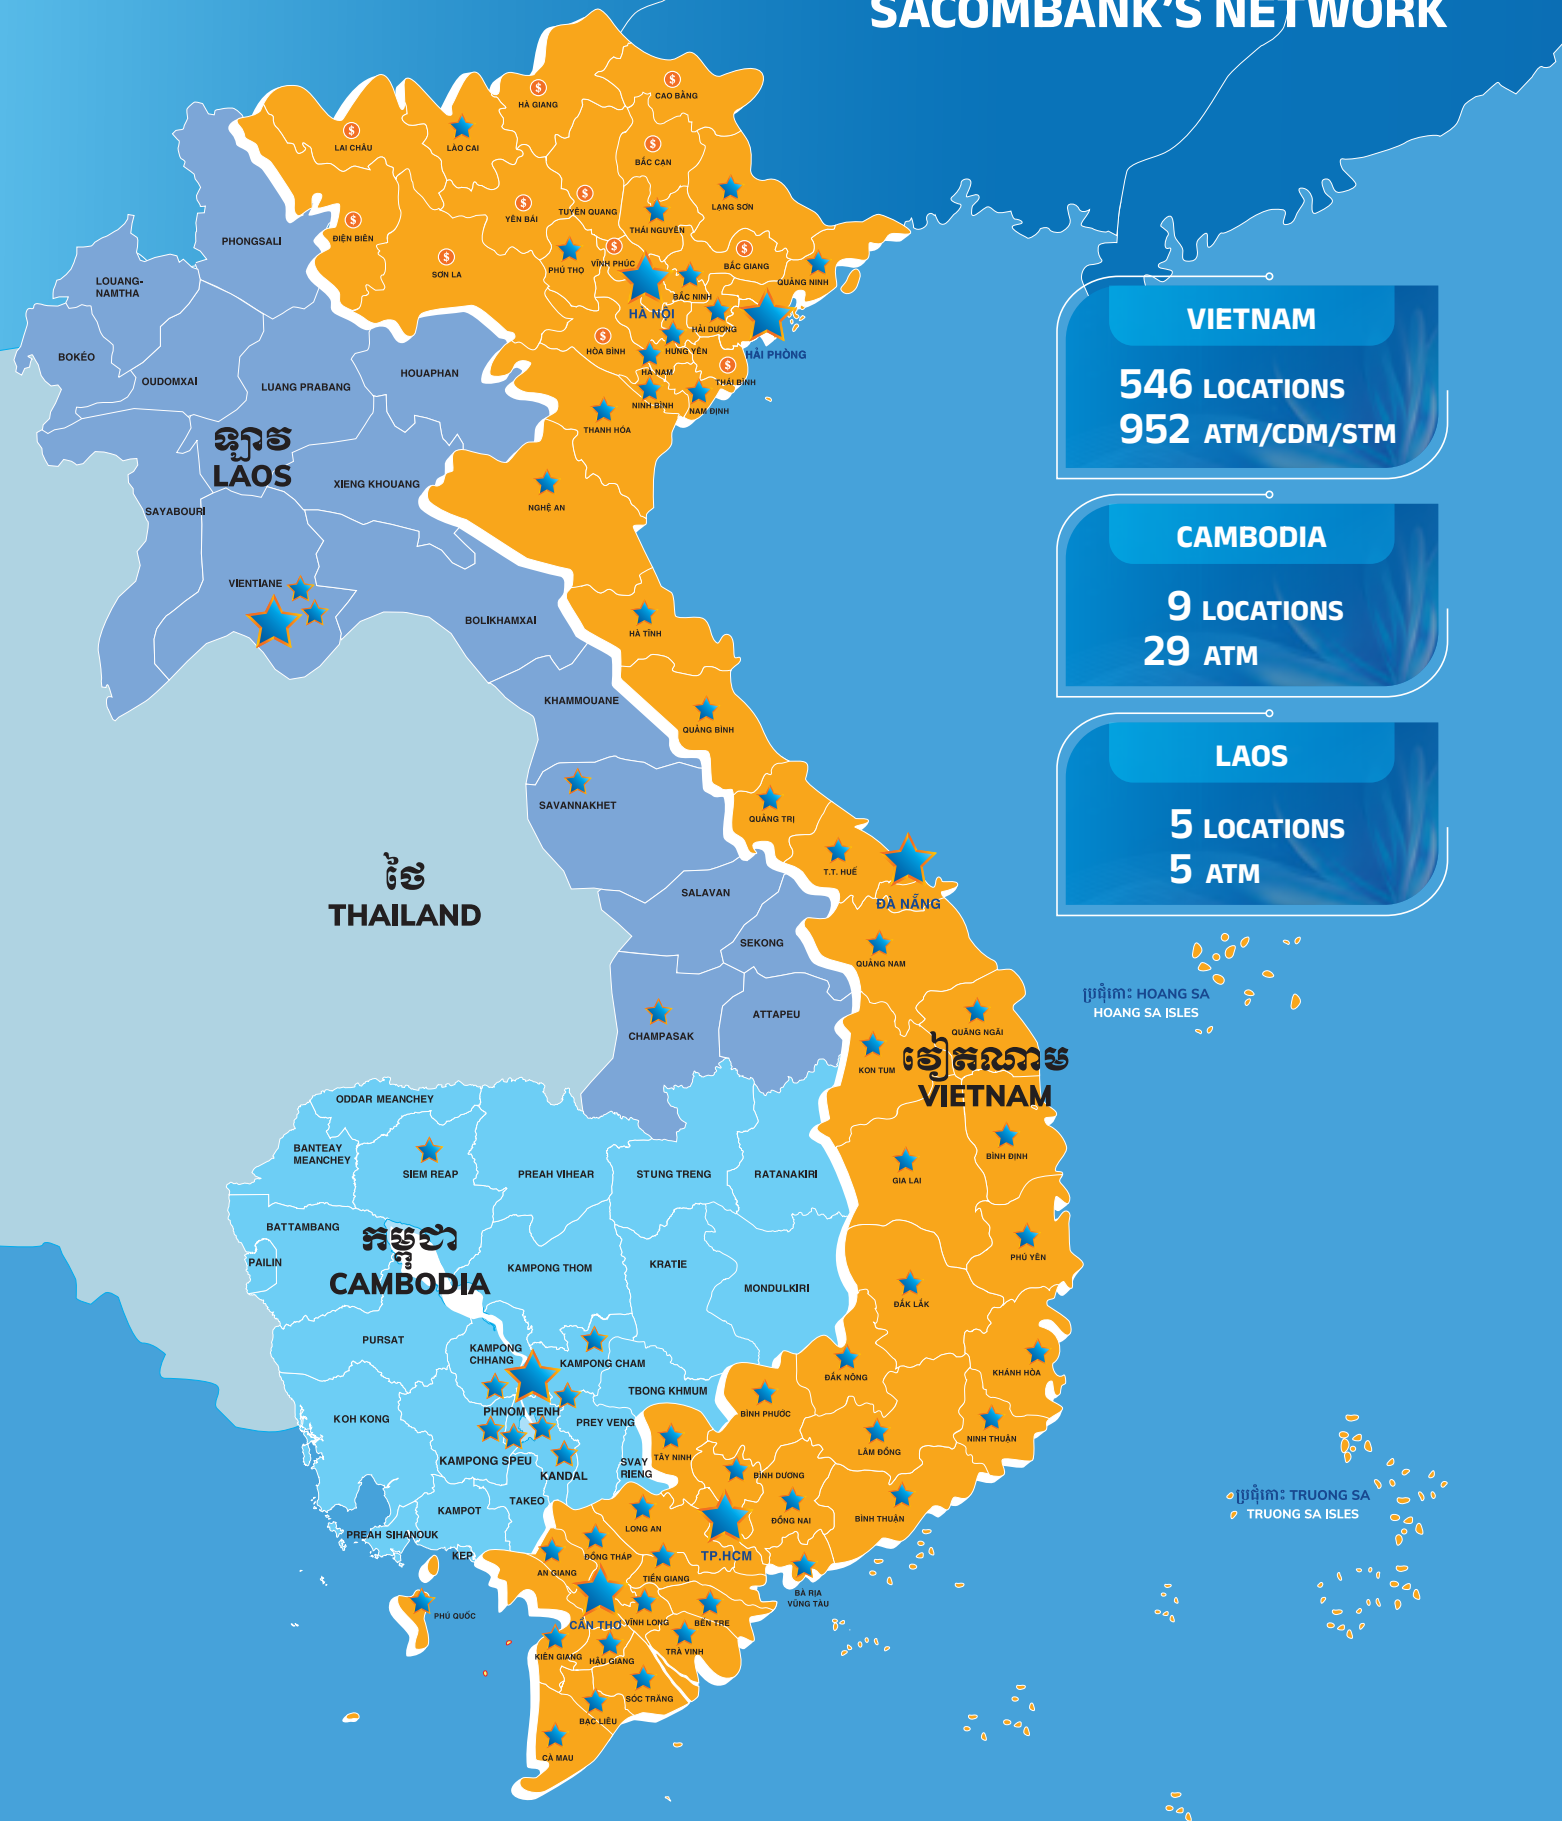 SACOMBANK'S NETWORK
HÀ GIANG
CAO BẰNG
LAI CHÂU
LÀO CAI
BẮC CẠN
LẠNG SƠN
YÊN BÁI
TUYÊN QUANG
THÁI NGUYÊN
ĐIỆN BIÊN
SƠN LA
PHÚ THỌ
VĨNH PHÚC
BẮC GIANG
QUẢNG NINH
BẮC NINH
HÀ NỘI
HẢI DƯƠNG
HẢI PHÒNG
HÒA BÌNH
HƯNG YÊN
HÀ NAM
THÁI BÌNH
NINH BÌNH
NAM ĐỊNH
THANH HÓA
NGHỆ AN
PHONGSALI
LOUANG-
NAMTHA
BOKÉO
OUDOMXAI
LUANG PRABANG
HOUAPHAN
ឡាវ
LAOS
XIENG KHOUANG
SAYABOURI
VIENTIANE
BOLIKHAMXAI
HÀ TĨNH
KHAMMOUANE
QUẢNG BÌNH
SAVANNAKHET
QUẢNG TRỊ
T.T. HUẾ
ĐÀ NẴNG
SALAVAN
SEKONG
QUẢNG NAM
ថៃ
THAILAND
CHAMPASAK
ATTAPEU
QUẢNG NGÃI
KON TUM
វៀតណាម
VIETNAM
VIETNAM
546 LOCATIONS
952 ATM/CDM/STM
CAMBODIA
9 LOCATIONS
29 ATM
LAOS
5 LOCATIONS
5 ATM
ប្រជុំកោះ HOANG SA
HOANG SA ISLES
ODDAR MEANCHEY
BANTEAY
MEANCHEY
SIEM REAP
PREAH VIHEAR
STUNG TRENG
RATANAKIRI
BÌNH ĐỊNH
GIA LAI
BATTAMBANG
PAILIN
កម្ពុជា
CAMBODIA
KAMPONG THOM
KRATIE
MONDULKIRI
PHÚ YÊN
ĐẮK LẮK
PURSAT
KAMPONG
CHHANG
KAMPONG CHAM
TBONG KHMUM
ĐẮK NÔNG
KHÁNH HÒA
KOH KONG
PHNOM PENH
PREY VENG
BÌNH PHƯỚC
NINH THUẬN
LÂM ĐỒNG
KAMPONG SPEU
KANDAL
SVAY
RIENG
TÂY NINH
BÌNH DƯƠNG
TAKEO
KAMPOT
PREAH SIHANOUK
KEP
LONG AN
ĐỒNG NAI
BÌNH THUẬN
ប្រជុំកោះ TRUONG SA
TRUONG SA ISLES
TP.HCM
ĐỒNG THÁP
AN GIANG
TIỀN GIANG
BÀ RỊA
VŨNG TÀU
PHÚ QUỐC
CẦN THƠ
VĨNH LONG
BẾN TRE
KIÊN GIANG
HẬU GIANG
TRÀ VINH
SÓC TRĂNG
BẠC LIÊU
CÀ MAU